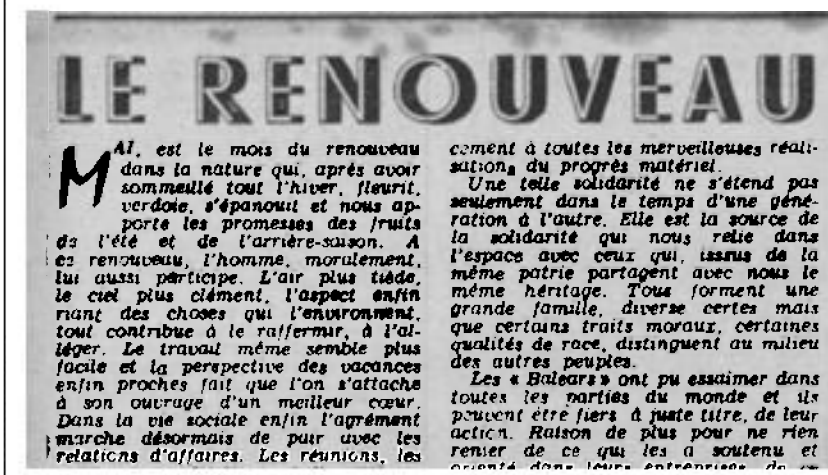 LE RENOUVEAU
MAI, est le mois du renouveau
dans la nature qui, après avoir
sommeillé tout l'hiver, fleurit,
verdoie, s'épanouit et nous ap-
porte les promesses des fruits
de l'été et de l'arrière-saison. A
ce renouveau, l'homme, moralement,
lui aussi participe. L'air plus tiède,
le ciel plus clément, l'aspect enfin
riant des choses qui l'environment,
tout contribue à le raffermir, à l'al-
léger. Le travail même semble plus
facile et la perspective des vacances
enfin proches fait que l'on s'attache
à son ouvrage d'un meilleur cœur.
Dans la vie sociale enfin l'agrément
marche désormais de pair avec les
relations d'affaires. Les réunions, les
cement à toutes les merveilleuses réali-
sations du progrès matériel.
Une telle solidarité ne s'étend pas
seulement dans le temps d'une géné-
ration à l'autre. Elle est la source de
la solidarité qui nous relie dans
l'espace avec ceux qui, issus de la
même patrie partagent avec nous le
même héritage. Tous forment une
grande famille, diverse certes mais
que certains traits moraux, certaines
qualités de race, distinguent au milieu
des autres peuples.
Les « Balears » ont pu essaimer dans
toutes les parties du monde et ils
peuvent être fiers à juste titre, de leur
action. Raison de plus pour ne rien
renier de ce qui les a soutenu et
orienté dans leurs entreprises, de ce